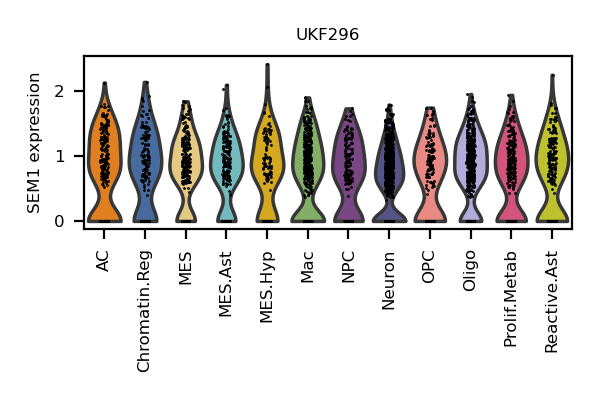 UKF296
SEM1 expression
2
1
0
AC
Chromatin.Reg
MES
MES.Ast
MES.Hyp
Mac
NPC
Neuron
OPC
Oligo
Prolif.Metab
Reactive.Ast